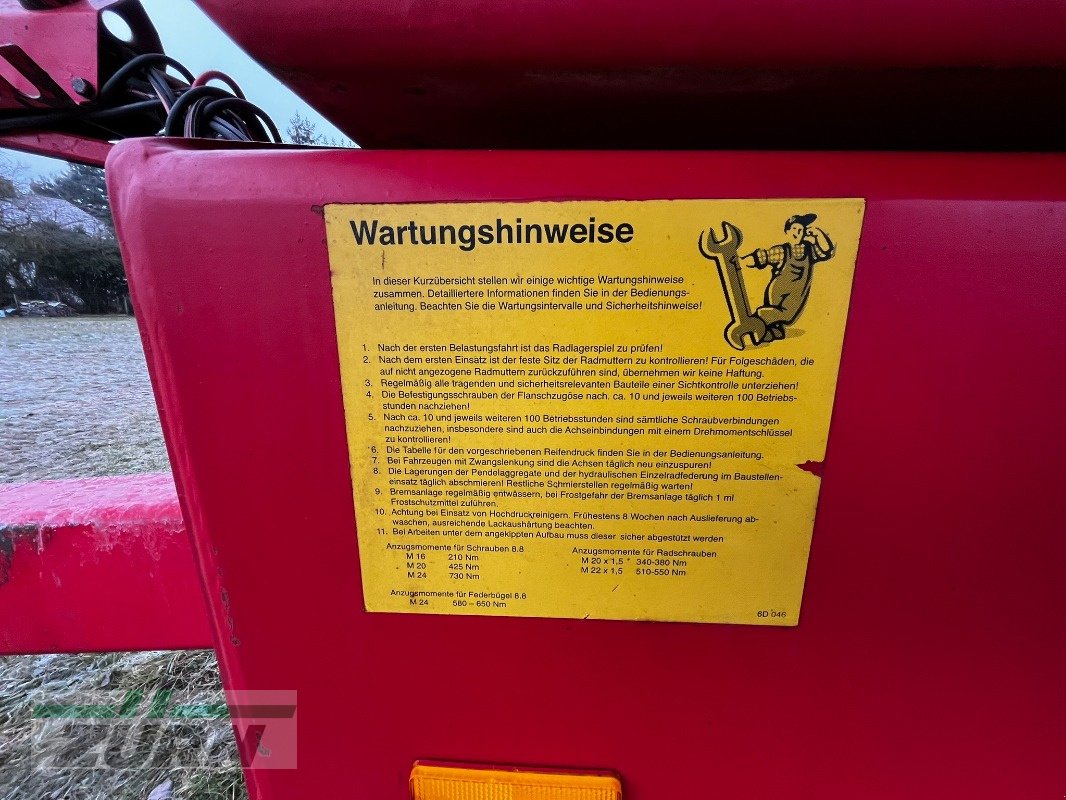 Wartungshinweise
In dieser Kurzübersicht stellen wir einige wichtige Wartungshinweise
zusammen. Detailliertere Informationen finden Sie in der Bedienungs-
anleitung. Beachten Sie die Wartungsintervalle und Sicherheitshinweise!
1. Nach der ersten Belastungsfahrt ist das Radlagerspiel zu prüfen!
2. Nach dem ersten Einsatz ist der feste Sitz der Radmuttern zu kontrollieren! Für Folgeschäden, die
auf nicht angezogene Radmuttern zurückzuführen sind, übernehmen wir keine Haftung.
3. Regelmäßig alle tragenden und sicherheitsrelevanten Bauteile einer Sichtkontrolle unterziehen!
4. Die Befestigungsschrauben der Flanschzugöse nach. ca. 10 und jeweils weiteren 100 Betriebs-
stunden nachziehen!
5. Nach ca. 10 und jeweils weiteren 100 Betriebsstunden sind sämtliche Schraubverbindungen
nachzuziehen, insbesondere sind auch die Achseinbindungen mit einem Drehmomentschlüssel
zu kontrollieren!
6. Die Tabelle für den vorgeschriebenen Reifendruck finden Sie in der Bedienungsanleitung.
7. Bei Fahrzeugen mit Zwangslenkung sind die Achsen täglich neu einzuspuren!
8. Die Lagerungen der Pendelaggregate und der hydraulischen Einzelradfederung im Baustellen-
einsatz täglich abschmieren! Restliche Schmierstellen regelmäßig warten!
9. Bremsanlage regelmäßig entwässern, bei Frostgefahr der Bremsanlage täglich 1 ml
Frostschutzmittel zuführen.
10. Achtung bei Einsatz von Hochdruckreinigern. Frühestens 8 Wochen nach Auslieferung ab-
waschen, ausreichende Lackaushärtung beachten.
11. Bei Arbeiten unter dem angekippten Aufbau muss dieser sicher abgestützt werden
Anzugsmomente für Schrauben 8.8
M 16 210 Nm
M 20 425 Nm
M 24 730 Nm
Anzugsmomente für Radschrauben
M 20 x 1,5 340-380 Nm
M 22 x 1,5 510-550 Nm
Anzugsmomente für Federbügel 8.8
M 24 580 – 650 Nm
6D 046
ZÜRN